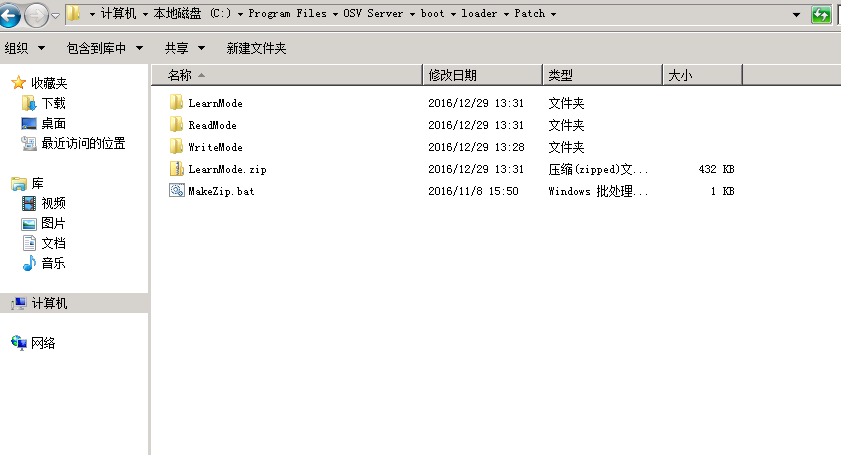 计算机 本地磁盘 (C:) Program Files OSV Server boot loader Patch
组织 包含到库中 共享 新建文件夹
收藏夹
下载
桌面
最近访问的位置
库
视频
图片
文档
音乐
计算机
网络
名称 修改日期 类型 大小
LearnMode 2016/12/29 13:31 文件夹
ReadMode 2016/12/29 13:31 文件夹
WriteMode 2016/12/29 13:28 文件夹
LearnMode.zip 2016/12/29 13:31 压缩(zipped)文... 432 KB
MakeZip.bat 2016/11/8 15:50 Windows 批处理... 1 KB